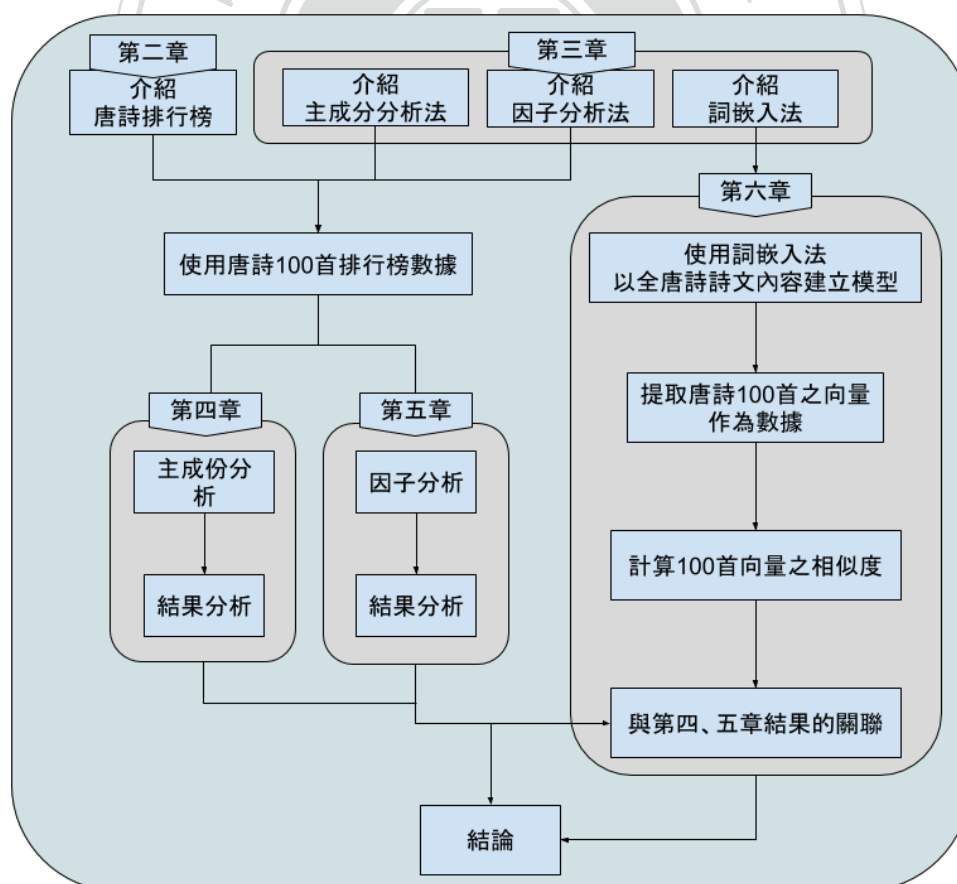 第二章
介紹
唐詩排行榜
第三章
介紹
主成分分析法
介紹
因子分析法
介紹
詞嵌入法
使用唐詩100首排行榜數據
第四章
主成份分
析
結果分析
第五章
因子分析
結果分析
第六章
使用詞嵌入法
以全唐詩詩文內容建立模型
提取唐詩100首之向量
作為數據
計算100首向量之相似度
與第四、五章結果的關聯
結論